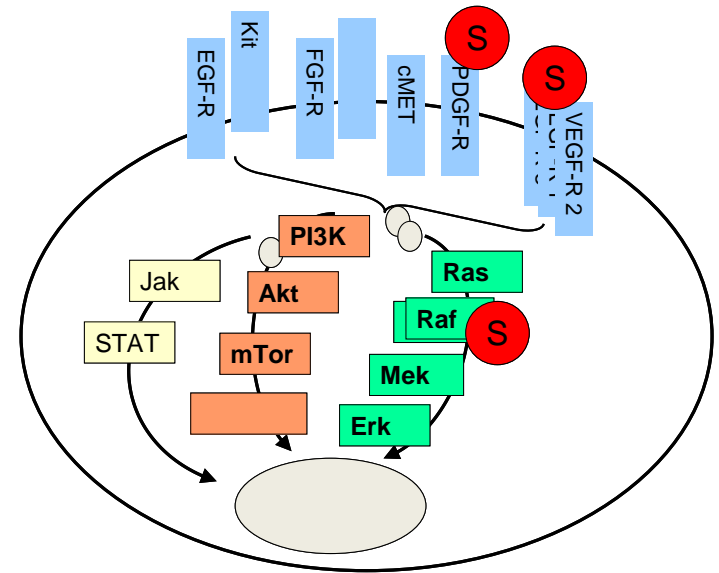 EGF-R
Kit
FGF-R
cMET
PDGF-R
S
S
VEGF-R 2
PI3K
Jak
Akt
STAT
mTor
Ras
Raf
S
Mek
Erk